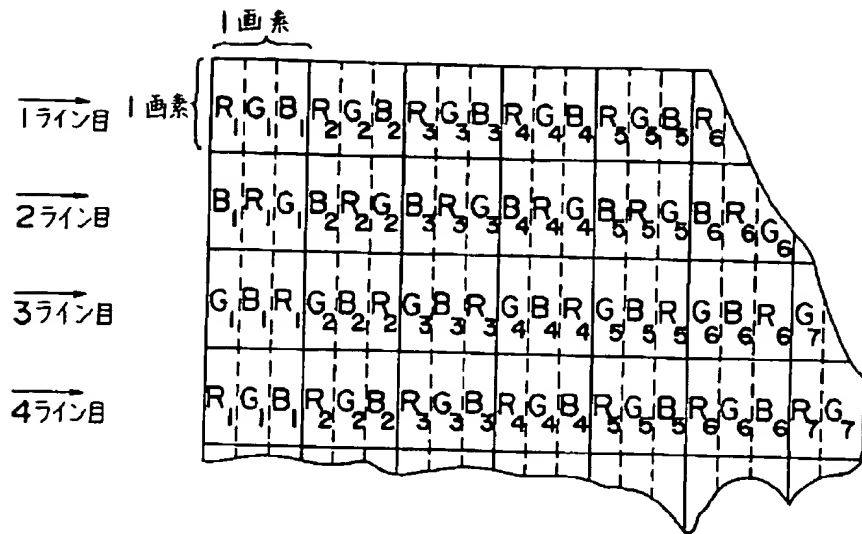 1画素
1画素
1ライン目 R1 G1 B1 R2 G2 B2 R3 G3 B3 R4 G4 B4 R5 G5 B5 R6
2ライン目 B1 R1 G1 B2 R2 G2 B3 R3 G3 B4 R4 G4 B5 R5 G5 B6 R6 G6
3ライン目 G1 B1 R1 G2 B2 R2 G3 B3 R3 G4 B4 R4 G5 B5 R5 G6 B6 R6 G7
4ライン目 R1 G1 B1 R2 G2 B2 R3 G3 B3 R4 G4 B4 R5 G5 B5 R6 G6 B6 R7 G7